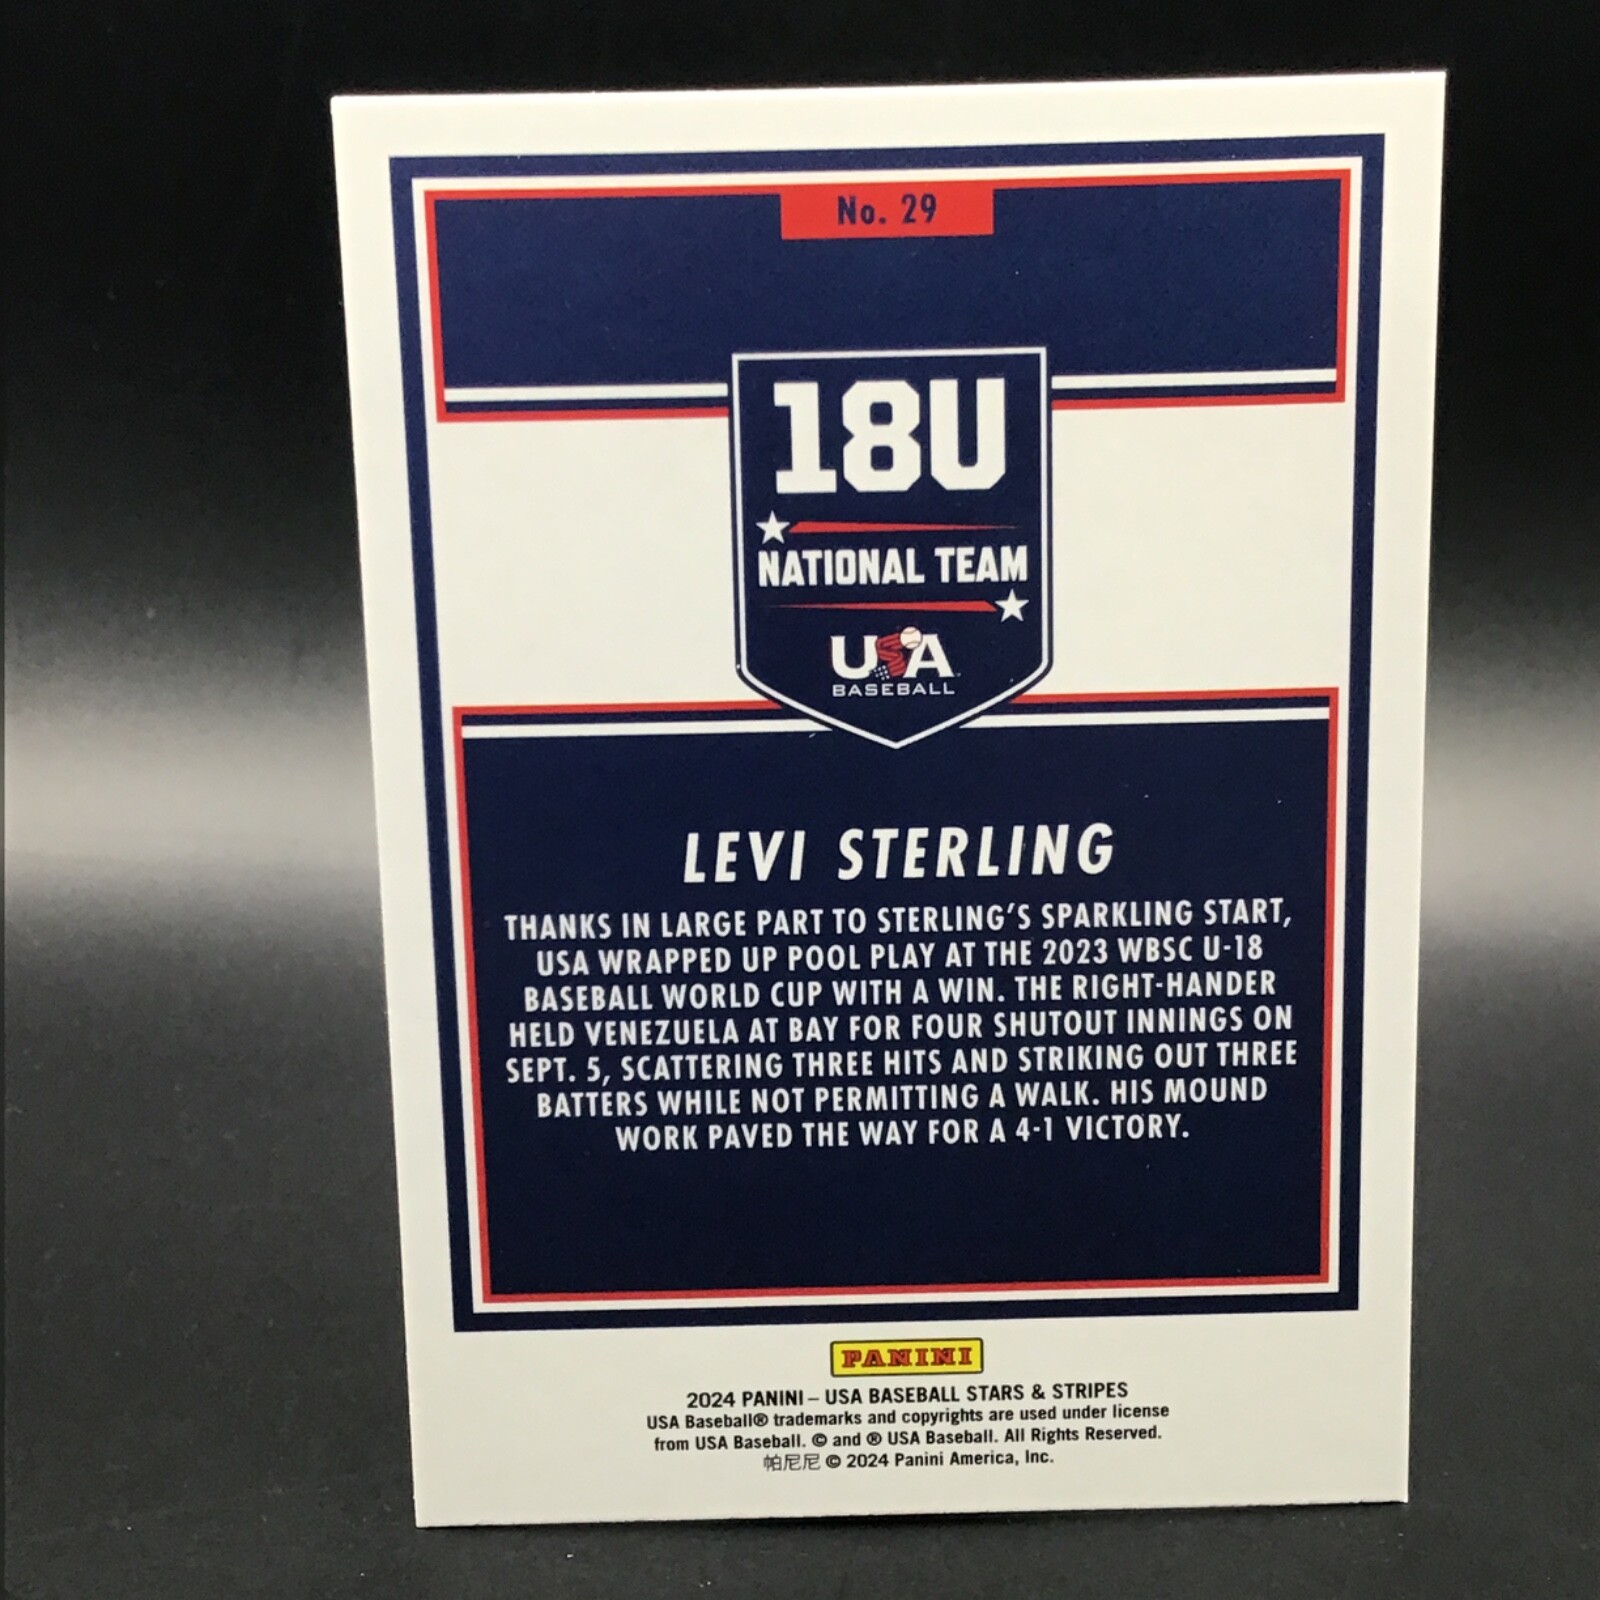 No. 29
18U
NATIONAL TEAM
USA
BASEBALL
LEVI STERLING
THANKS IN LARGE PART TO STERLING'S SPARKLING START,
USA WRAPPED UP POOL PLAY AT THE 2023 WBSC U-18
BASEBALL WORLD CUP WITH A WIN. THE RIGHT-HANDER
HELD VENEZUELA AT BAY FOR FOUR SHUTOUT INNINGS ON
SEPT. 5, SCATTERING THREE HITS AND STRIKING OUT THREE
BATTERS WHILE NOT PERMITTING A WALK. HIS MOUND
WORK PAVED THE WAY FOR A 4-1 VICTORY.
PANINI
2024 PANINI – USA BASEBALL STARS & STRIPES
USA Baseball® trademarks and copyrights are used under license
from USA Baseball. © and ® USA Baseball. All Rights Reserved.
帕尼尼 © 2024 Panini America, Inc.